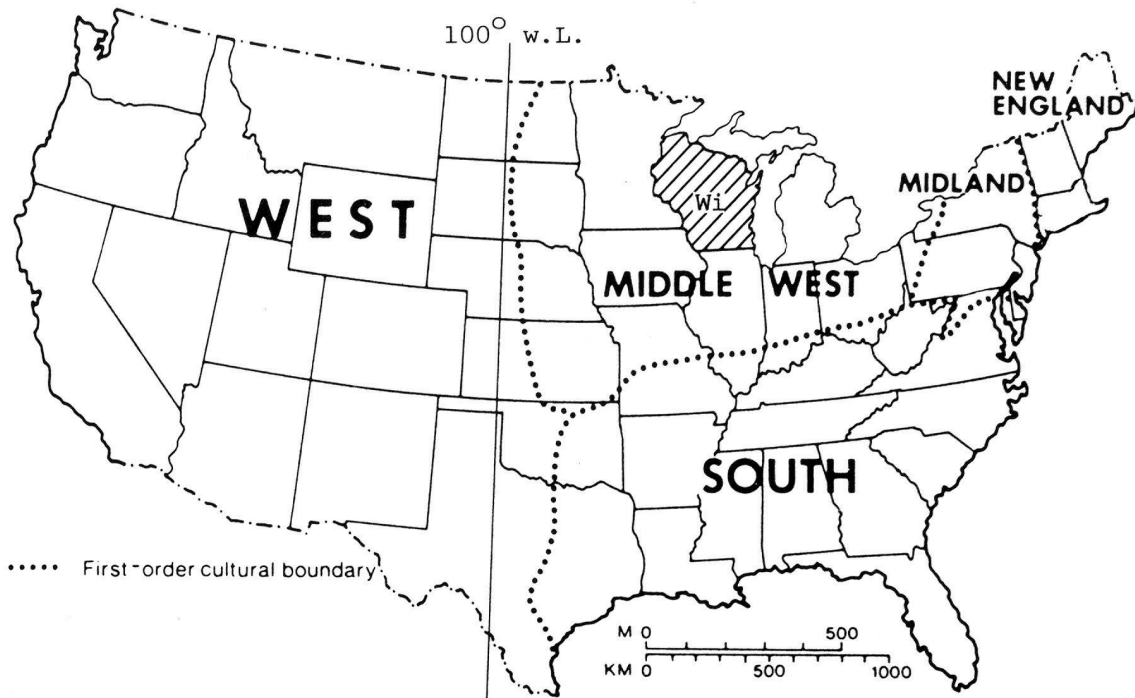 100° w.L.
NEW
ENGLAND
MIDLAND
WEST
Wi
MIDDLE WEST
SOUTH
First-order cultural boundary
M 0 500
KM 0 500 1000